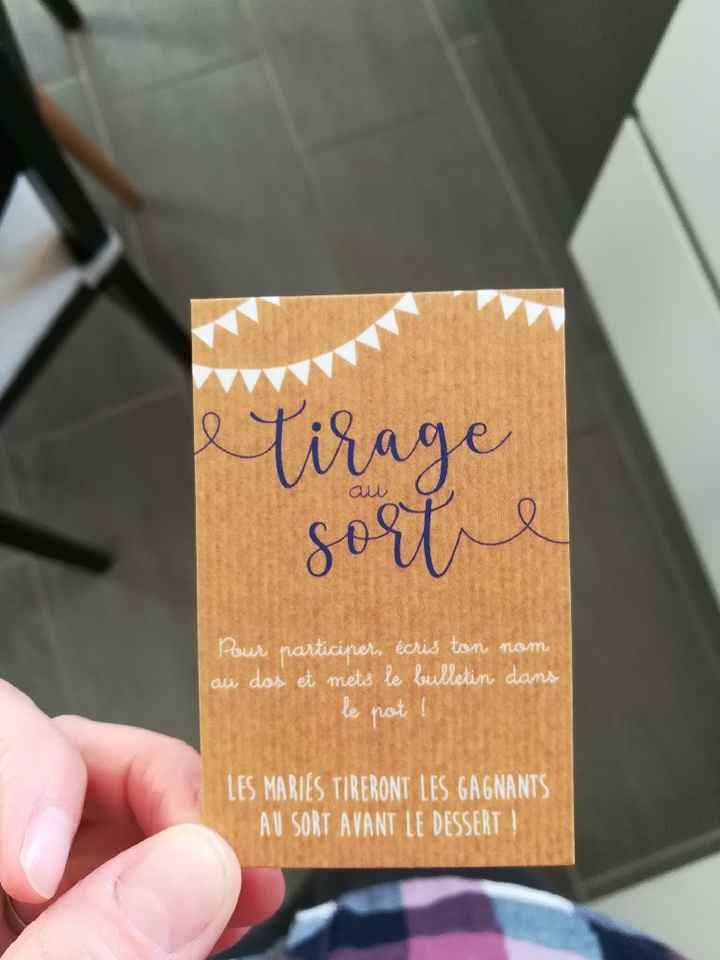 tirage
au
sort
Pour participer, écris ton nom
au dos et mets le bulletin dans
le pot !
LES MARIÉS TIRERONT LES GAGNANTS
AU SORT AVANT LE DESSERT !